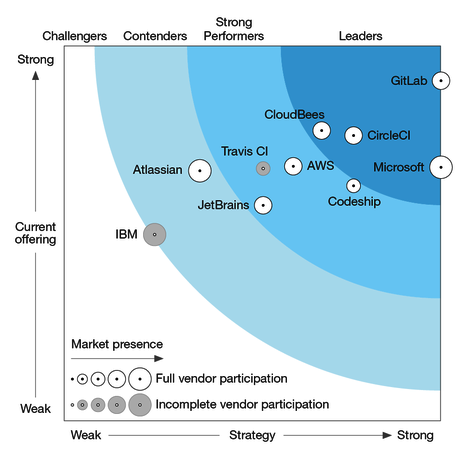 Challengers
Contenders
Strong
Performers
Leaders
Strong
GitLab
CloudBees
CircleCI
Travis CI
AWS
Microsoft
Atlassian
Codeship
JetBrains
IBM
Current
offering
Market presence
Full vendor participation
Incomplete vendor participation
Weak
Weak
Strategy
Strong